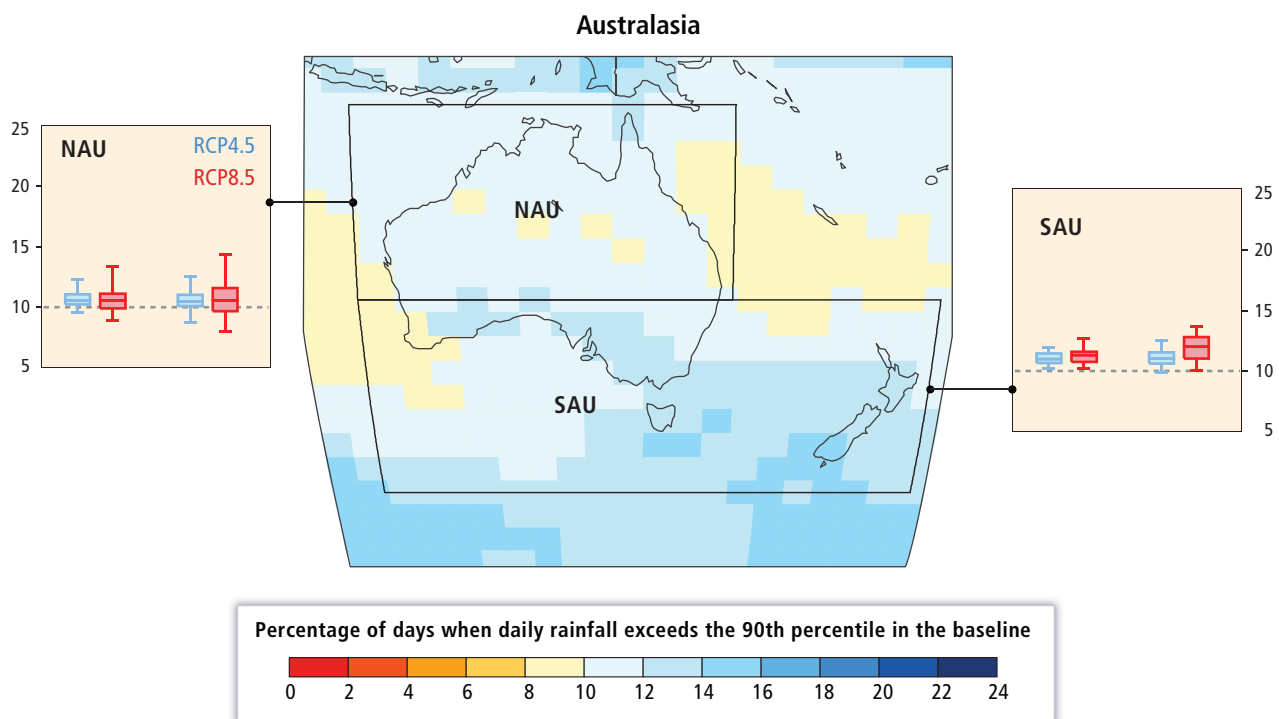 Australasia
25
20
15
10
5
NAU
RCP4.5
RCP8.5
NAU
SAU
SAU
25
20
15
10
5
Percentage of days when daily rainfall exceeds the 90th percentile in the baseline
0 2 4 6 8 10 12 14 16 18 20 22 24